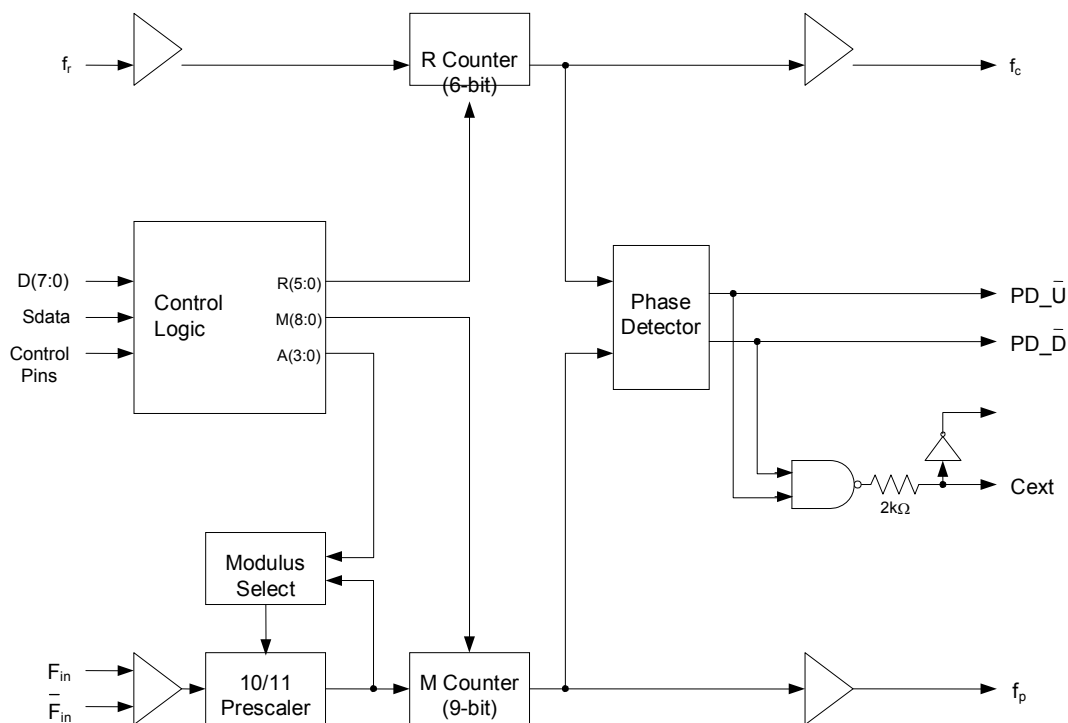 f_r
R Counter
(6-bit)
f_c
D(7:0)
Sdata
Control
Pins
Control
Logic
R(5:0)
M(8:0)
A(3:0)
Phase
Detector
PD_U̅
PD_D̅
2kΩ
Cext
Modulus
Select
F_in
F̅_in
10/11
Prescaler
M Counter
(9-bit)
f_p